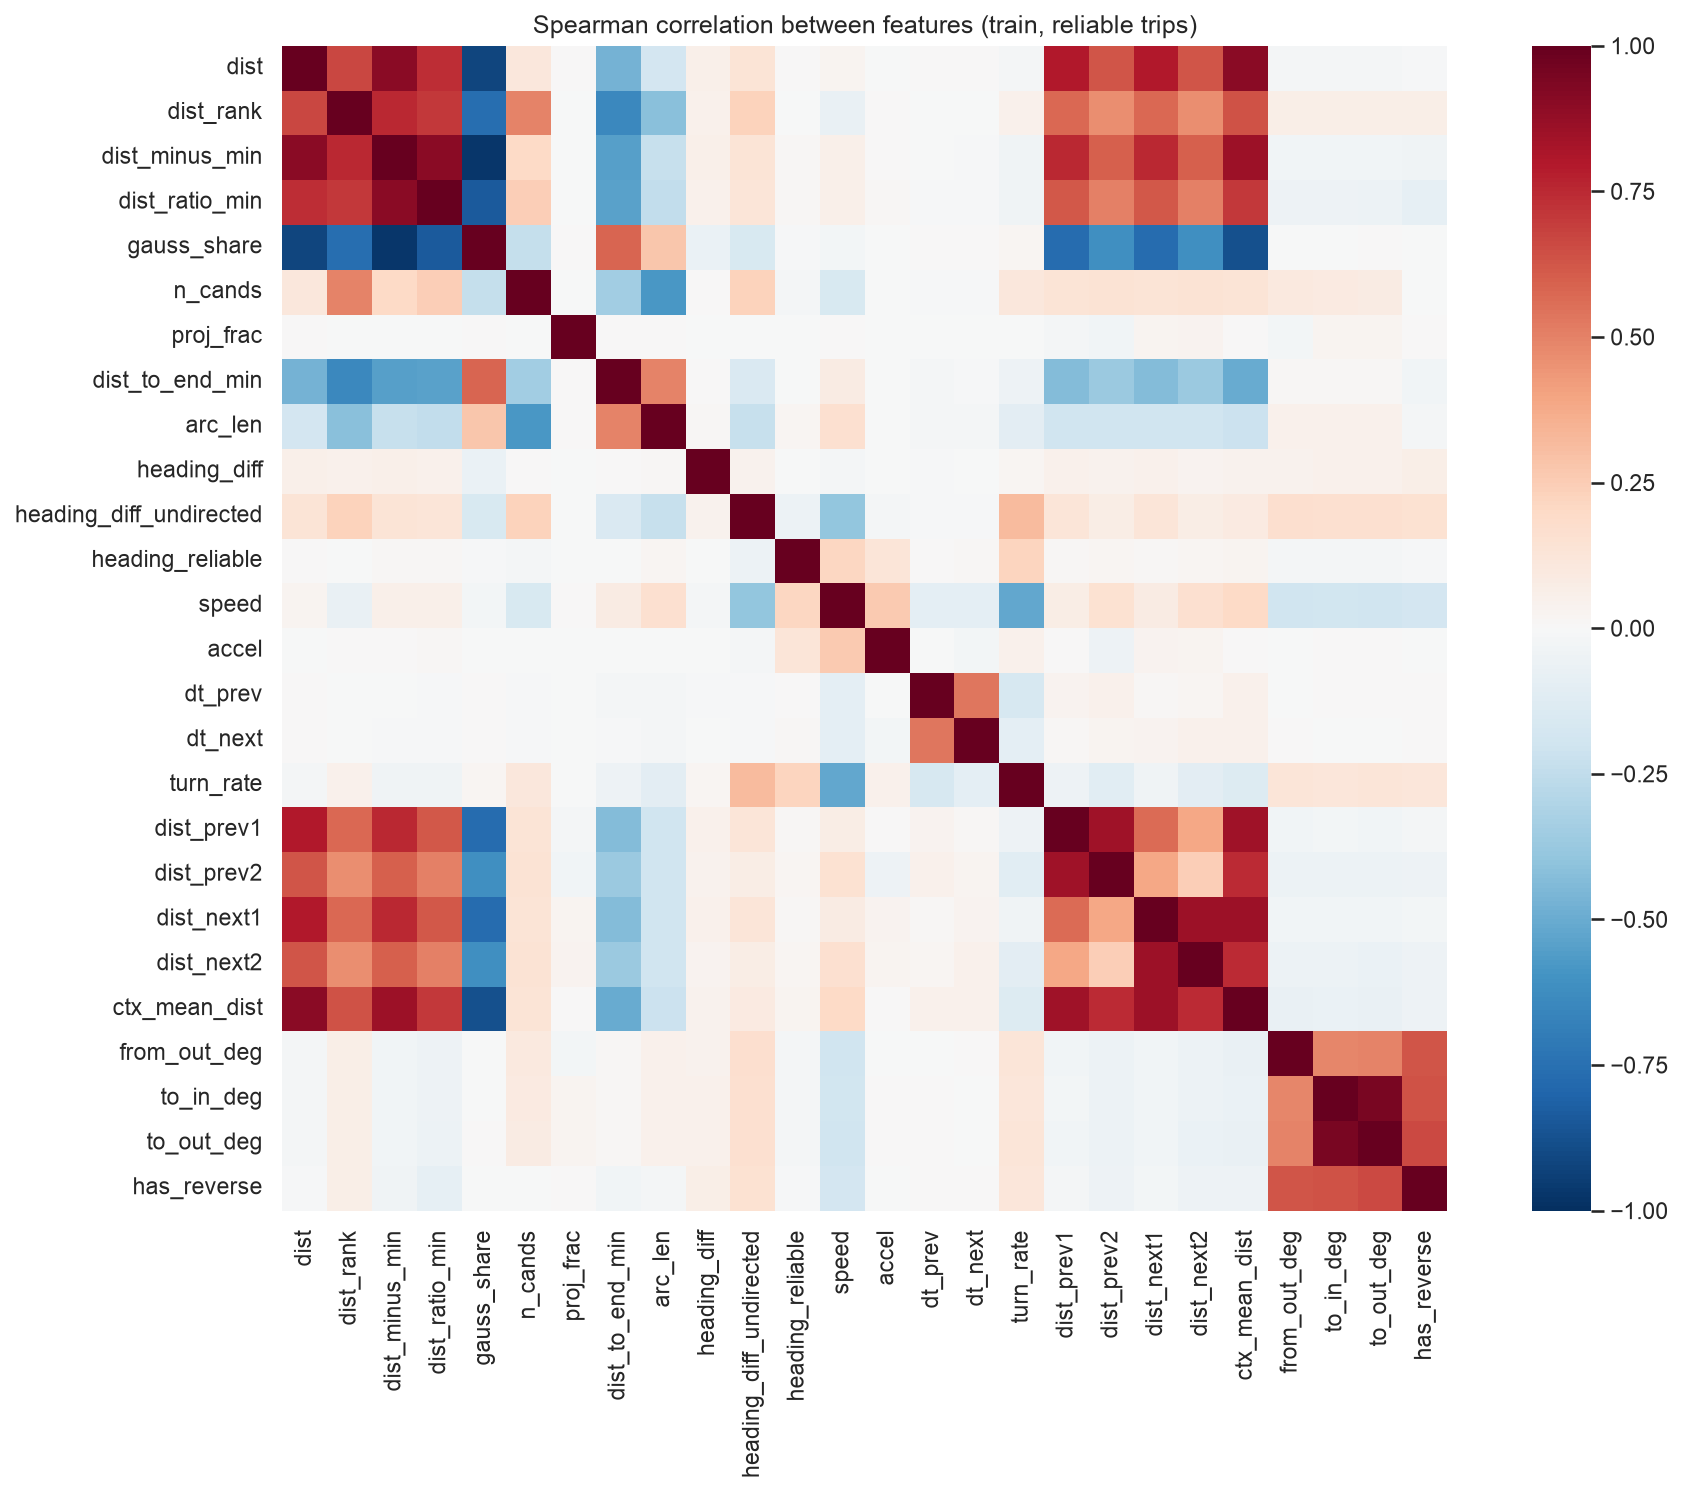 Spearman correlation between features (train, reliable trips)
dist
dist_rank
dist_minus_min
dist_ratio_min
gauss_share
n_cands
proj_frac
dist_to_end_min
arc_len
heading_diff
heading_diff_undirected
heading_reliable
speed
accel
dt_prev
dt_next
turn_rate
dist_prev1
dist_prev2
dist_next1
dist_next2
ctx_mean_dist
from_out_deg
to_in_deg
to_out_deg
has_reverse
dist
dist_rank
dist_minus_min
dist_ratio_min
gauss_share
n_cands
proj_frac
dist_to_end_min
arc_len
heading_diff
heading_diff_undirected
heading_reliable
speed
accel
dt_prev
dt_next
turn_rate
dist_prev1
dist_prev2
dist_next1
dist_next2
ctx_mean_dist
from_out_deg
to_in_deg
to_out_deg
has_reverse
1.00
0.75
0.50
0.25
0.00
−0.25
−0.50
−0.75
−1.00